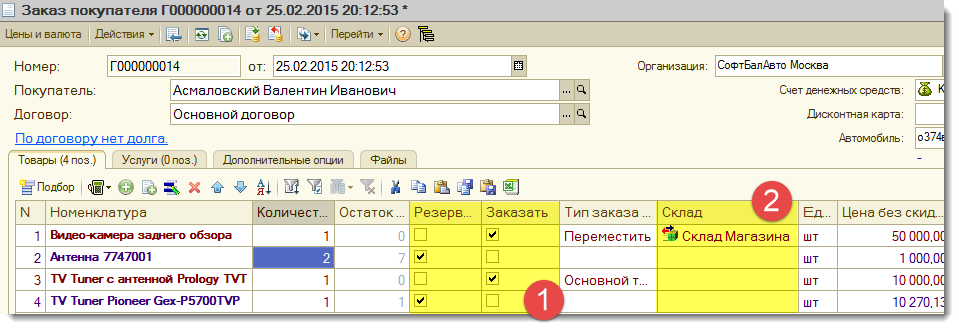 Заказ покупателя Г000000014 от 25.02.2015 20:12:53 *
Цены и валюта Действия Перейти
Номер: Г000000014 от: 25.02.2015 20:12:53 Организация: СофтБалАвто Москва
Покупатель: Асмаловский Валентин Иванович ... Счет денежных средств:
Договор: Основной договор ... Дисконтная карта:
По договору нет долга. Автомобиль: о374в
Товары (4 поз.) Услуги (0 поз.) Дополнительные опции Файлы
Подбор
2
N Номенклатура Количест... Остаток ... Резерв... Заказать Тип заказа ... Склад Ед... Цена без скид...
1 Видео-камера заднего обзора 1 0 Переместить Склад Магазина шт 50 000,00
2 Антенна 7747001 2 7 шт 1 000,00
3 TV Tuner с антенной Prology TVT 1 0 Основной т... шт 10 000,00
4 TV Tuner Pioneer Gex-P5700TVP 1 1 шт 10 270,13
1